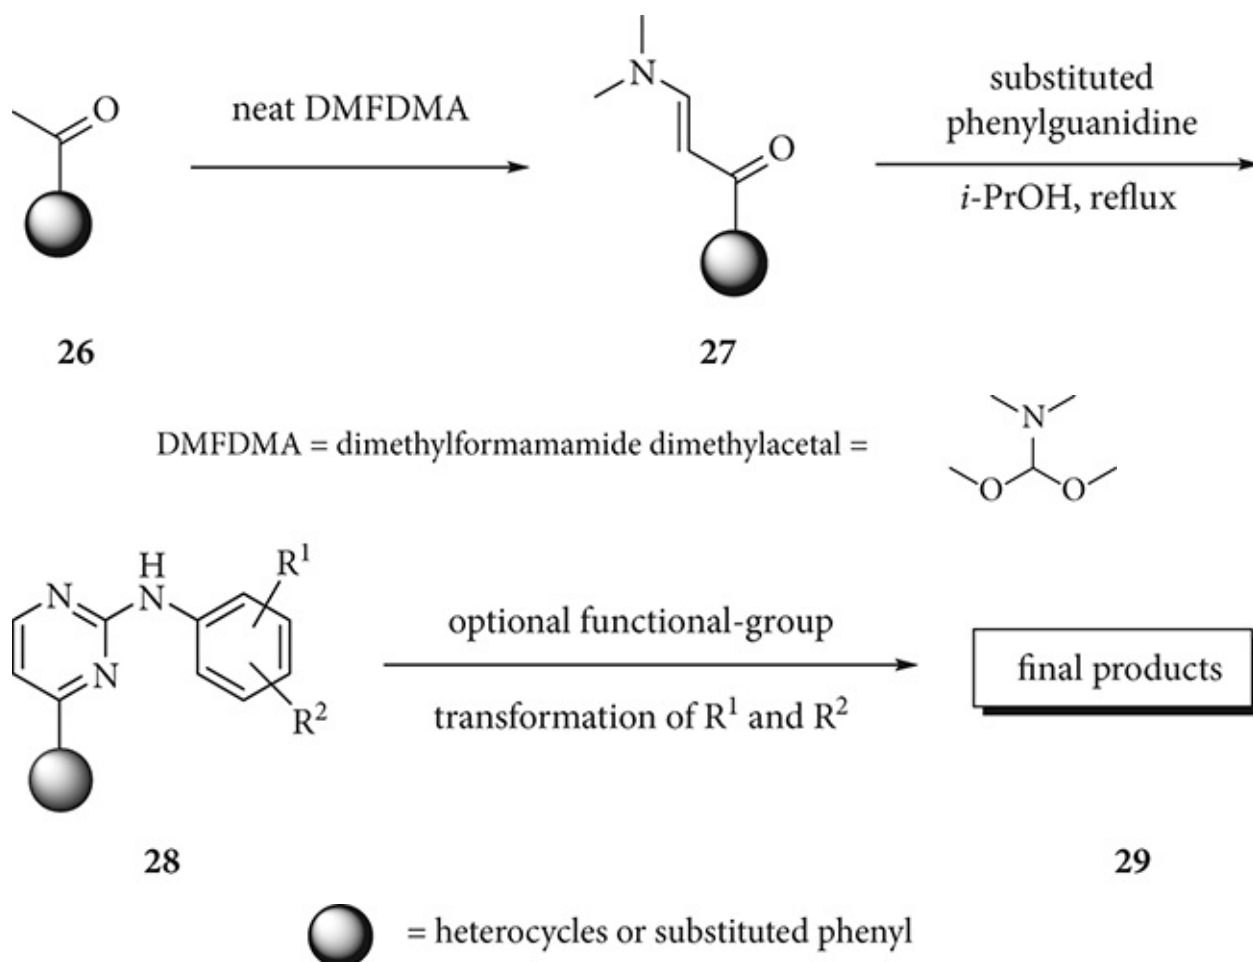 O
neat DMFDMA
N
O
substituted
phenylguanidine
i-PrOH, reflux
26
27
DMFDMA = dimethylformamamide dimethylacetal =
N
O
O
H
N
N
N
R¹
R²
optional functional-group
transformation of R¹ and R²
final products
28
29
= heterocycles or substituted phenyl